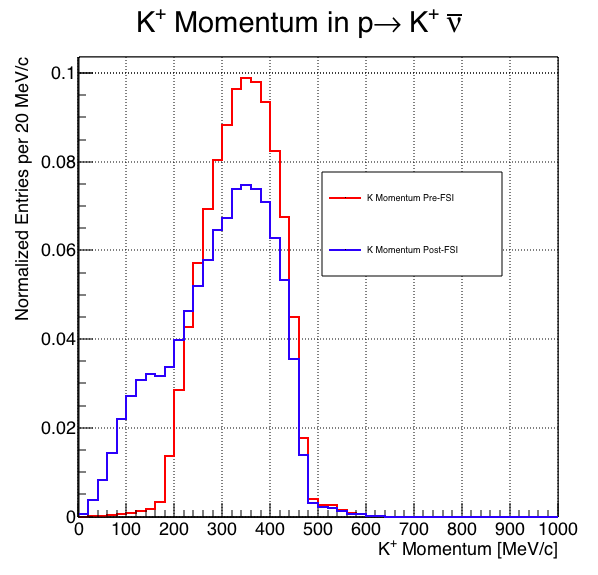 K⁺ Momentum in p→ K⁺ ν̅
Normalized Entries per 20 MeV/c
0.1
0.08
0.06
0.04
0.02
0
K Momentum Pre-FSI
K Momentum Post-FSI
0 100 200 300 400 500 600 700 800 900 1000
K⁺ Momentum [MeV/c]